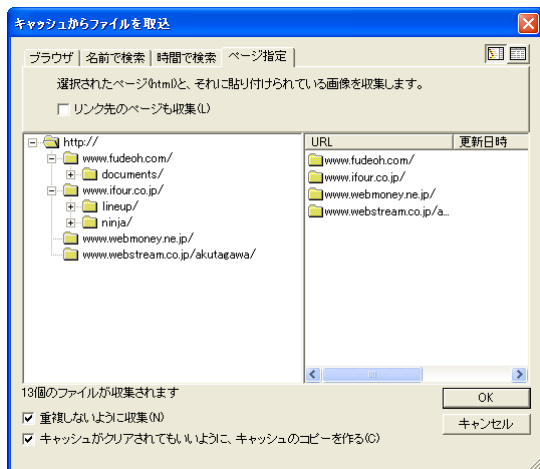 キャッシュからファイルを取込
ブラウザ 名前で検索 時間で検索 ページ指定
選択されたページ(html)と、それに貼り付けられている画像を収集します。
リンク先のページも収集(L)
http://
www.fudeoh.com/
documents/
www.ifour.co.jp/
lineup/
ninja/
www.webmoney.ne.jp/
www.webstream.co.jp/akutagawa/
URL 更新日時
www.fudeoh.com/
www.ifour.co.jp/
www.webmoney.ne.jp/
www.webstream.co.jp/a...
13個のファイルが収集されます
OK
重複しないように収集(N)
キャンセル
キャッシュがクリアされてもいいように、キャッシュのコピーを作る(C)